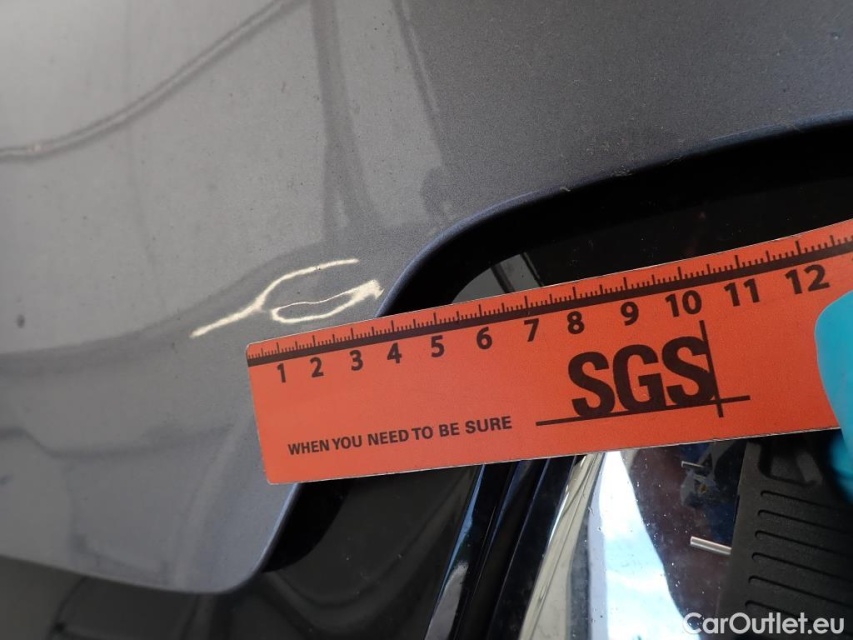 1 2 3 4 5 6 7 8 9 10 11 12
SGS
WHEN YOU NEED TO BE SURE
CarOutlet.eu